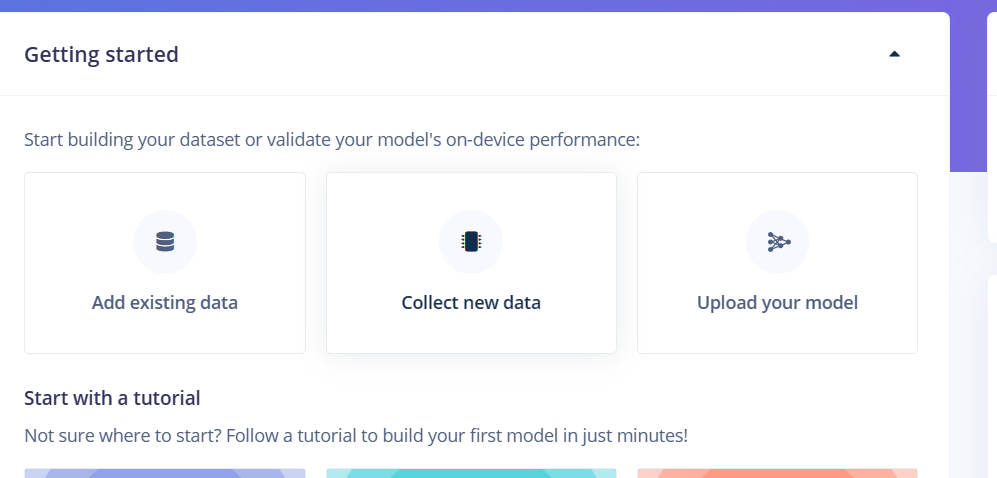 Getting started
Start building your dataset or validate your model's on-device performance:
Add existing data
Collect new data
Upload your model
Start with a tutorial
Not sure where to start? Follow a tutorial to build your first model in just minutes!